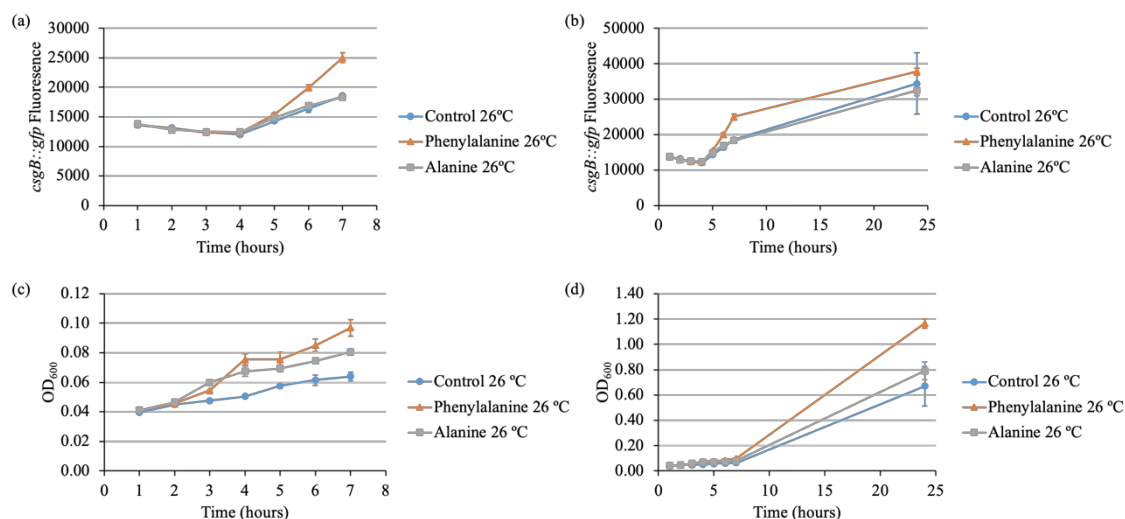 (a)
csgB::gfp Fluoresence
30000
25000
20000
15000
10000
5000
0
0 1 2 3 4 5 6 7 8
Time (hours)
Control 26ºC
Phenylalanine 26ºC
Alanine 26ºC
(b)
csgB::gfp Fluoresence
50000
40000
30000
20000
10000
0
0 5 10 15 20 25
Time (hours)
Control 26ºC
Phenylalanine 26ºC
Alanine 26ºC
(c)
OD600
0.12
0.10
0.08
0.06
0.04
0.02
0.00
0 1 2 3 4 5 6 7 8
Time (hours)
Control 26 ºC
Phenylalanine 26 ºC
Alanine 26 ºC
(d)
OD600
1.40
1.20
1.00
0.80
0.60
0.40
0.20
0.00
0 5 10 15 20 25
Time (hours)
Control 26 ºC
Phenylalanine 26 ºC
Alanine 26 ºC